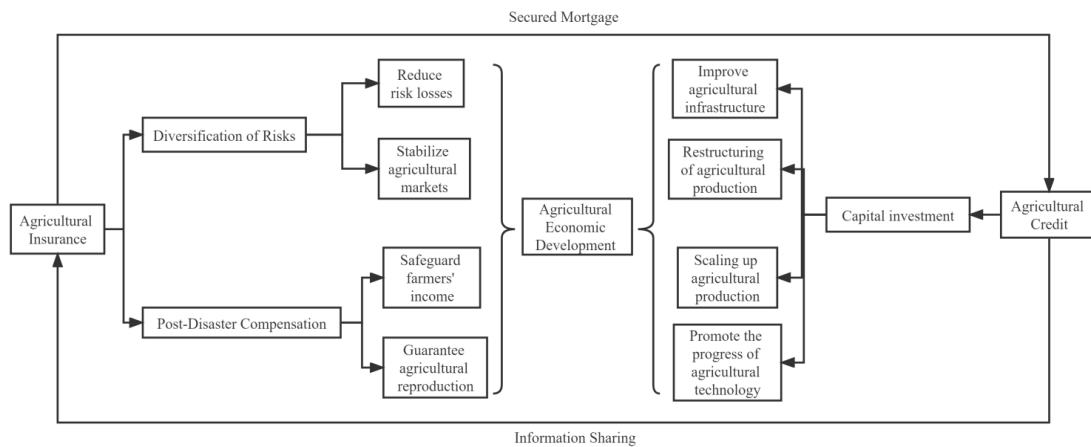 Secured Mortgage
Agricultural
Insurance
Diversification of Risks
Post-Disaster Compensation
Reduce
risk losses
Stabilize
agricultural
markets
Safeguard
farmers'
income
Guarantee
agricultural
reproduction
Agricultural
Economic
Development
Improve
agricultural
infrastructure
Restructuring
of agricultural
production
Scaling up
agricultural
production
Promote the
progress of
agricultural
technology
Capital investment
Agricultural
Credit
Information Sharing